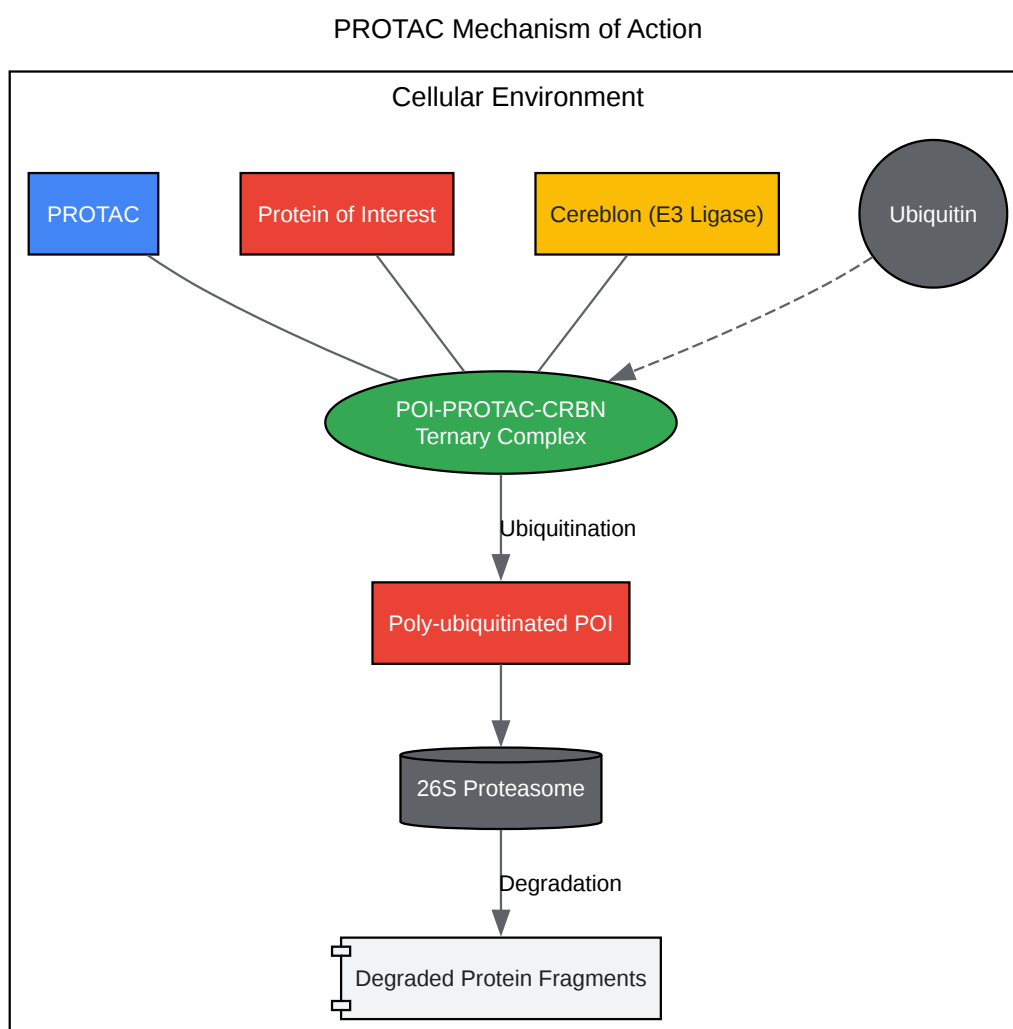 PROTAC Mechanism of Action
Cellular Environment
PROTAC
Protein of Interest
Cereblon (E3 Ligase)
Ubiquitin
POI-PROTAC-CRBN
Ternary Complex
Ubiquitination
Poly-ubiquitinated POI
26S Proteasome
Degradation
Degraded Protein Fragments